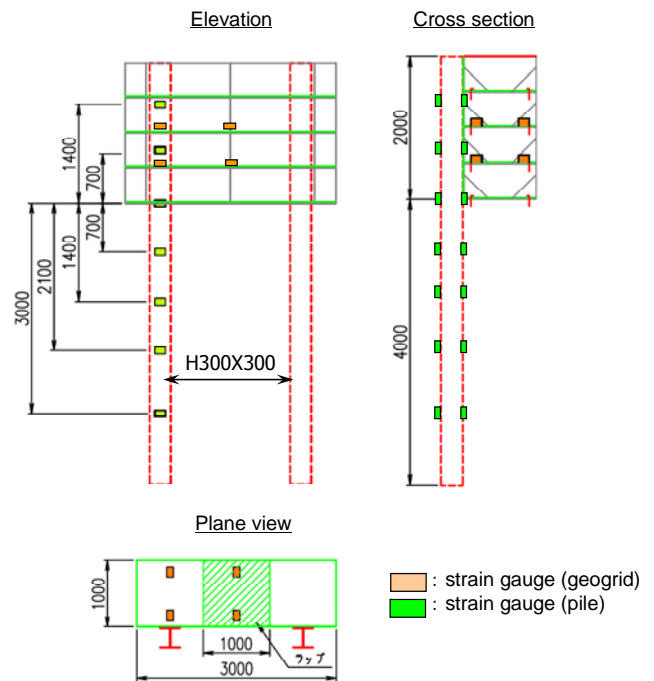 Elevation
Cross section
1400
700
700
1400
2100
3000
H300X300
2000
4000
Plane view
1000
1000
3000
ラップ
: strain gauge (geogrid)
: strain gauge (pile)